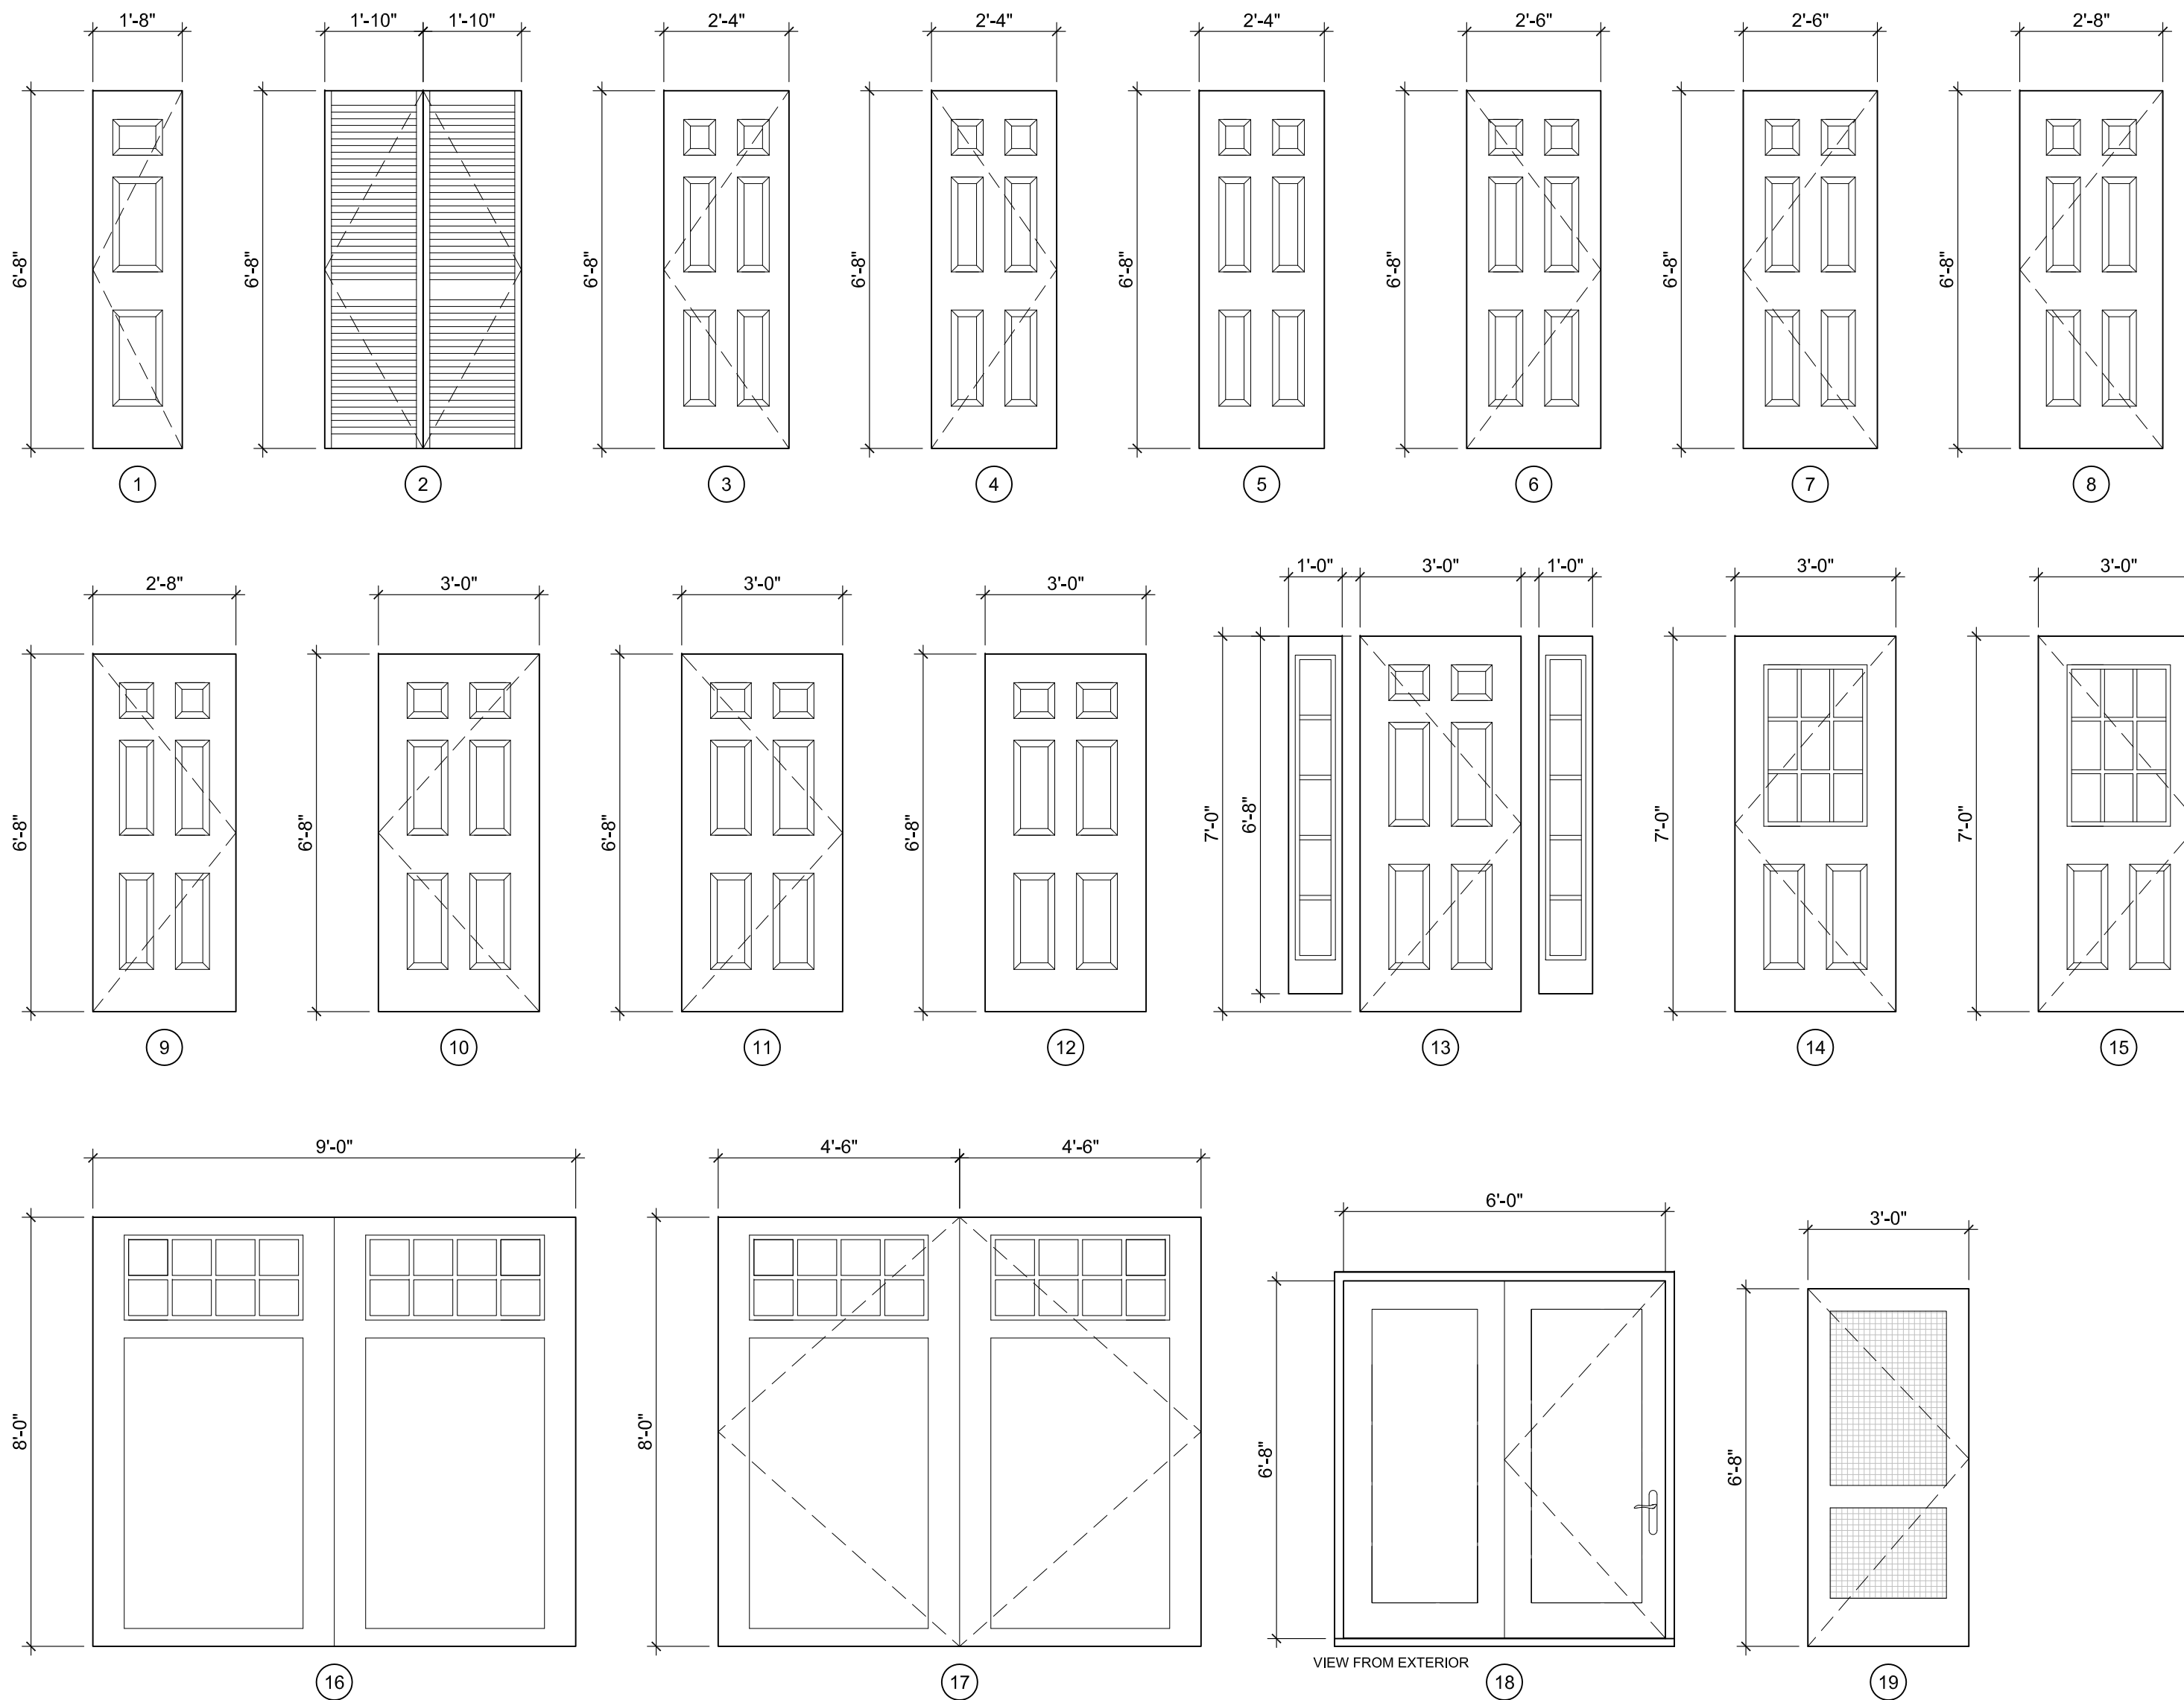 1'-8" 1'-10" 1'-10" 2'-4" 2'-4" 2'-4" 2'-6" 2'-6" 2'-8"
6'-8" 6'-8" 6'-8" 6'-8" 6'-8" 6'-8" 6'-8" 6'-8"
1 2 3 4 5 6 7 8
1'-0" 3'-0" 1'-0" 3'-0" 3'-0"
2'-8" 3'-0" 3'-0" 3'-0"
6'-8" 6'-8" 6'-8" 6'-8" 7'-0" 6'-8" 7'-0" 7'-0"
9 10 11 12 13 14 15
9'-0" 4'-6" 4'-6"
6'-0"
3'-0"
8'-0" 8'-0" 6'-8" 6'-8"
VIEW FROM EXTERIOR
16 17 18 19